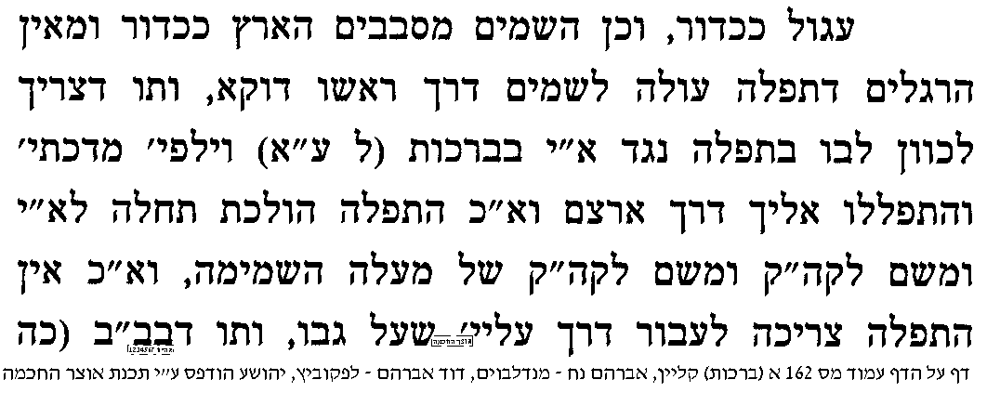 עגול ככדור, וכן השמים מסבבים הארץ ככדור ומאין
הרגלים דתפלה עולה לשמים דרך ראשו דוקא, ותו דצריך
לכוון לבו בתפלה נגד א״י בברכות (ל ע״א) וילפי׳ מדכתי׳
והתפללו אליך דרך ארצם וא״כ התפלה הולכת תחלה לא״י
ומשם לקה״ק ומשם לקה״ק של מעלה השמימה, וא״כ אין
התפלה צריכה לעבור דרך עליי׳ שעל גבו, ותו דבב״ב (כה
אוצר החכמה
דף על הדף עמוד מס 162 א (ברכות) קליין, אברהם נח - מנדלבוים, דוד אברהם - לפקוביץ, יהושע הודפס ע״י תכנת אוצר החכמה